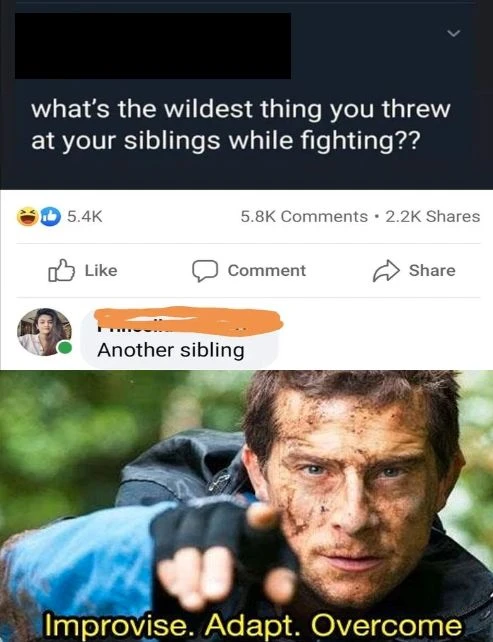 what's the wildest thing you threw
at your siblings while fighting??
5.4K
5.8K Comments • 2.2K Shares
Like
Comment
Share
Another sibling
Improvise. Adapt. Overcome